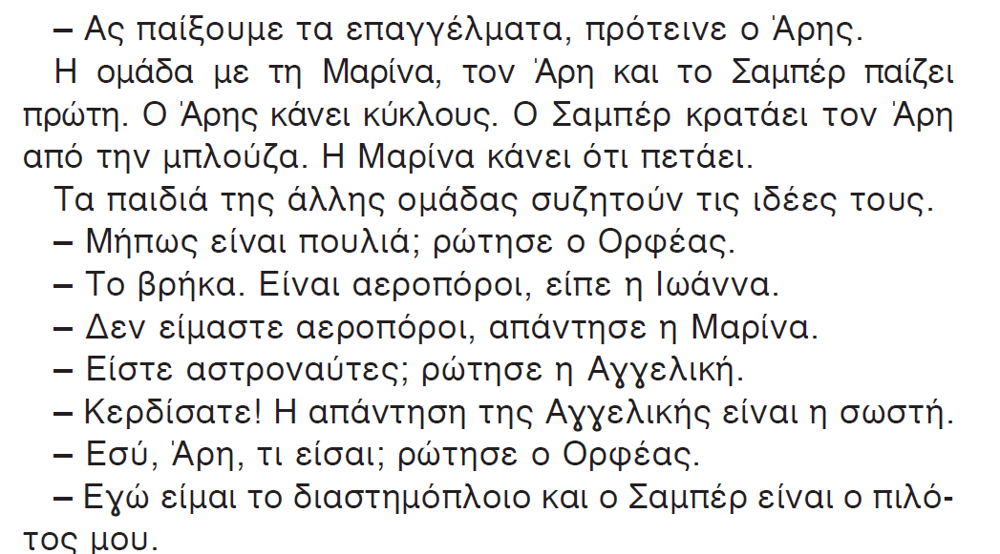 – Ας παίξουμε τα επαγγέλματα, πρότεινε ο Άρης.
Η ομάδα με τη Μαρίνα, τον Άρη και το Σαμπέρ παίζει
πρώτη. Ο Άρης κάνει κύκλους. Ο Σαμπέρ κρατάει τον Άρη
από την μπλούζα. Η Μαρίνα κάνει ότι πετάει.
Τα παιδιά της άλλης ομάδας συζητούν τις ιδέες τους.
– Μήπως είναι πουλιά; ρώτησε ο Ορφέας.
– Το βρήκα. Είναι αεροπόροι, είπε η Ιωάννα.
– Δεν είμαστε αεροπόροι, απάντησε η Μαρίνα.
– Είστε αστροναύτες; ρώτησε η Αγγελική.
– Κερδίσατε! Η απάντηση της Αγγελικής είναι η σωστή.
– Εσύ, Άρη, τι είσαι; ρώτησε ο Ορφέας.
– Εγώ είμαι το διαστημόπλοιο και ο Σαμπέρ είναι ο πιλό-
τος μου.